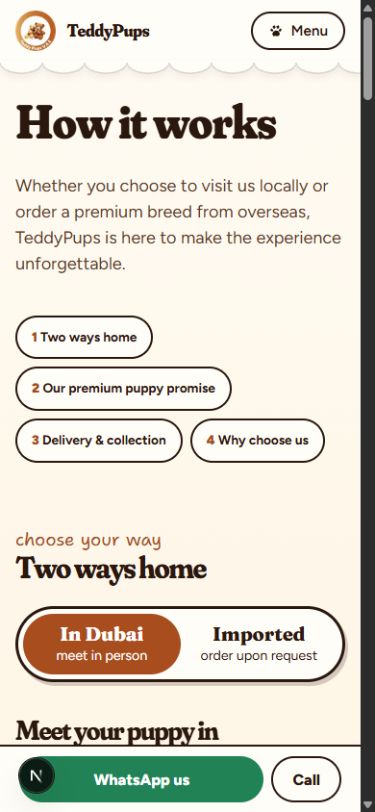 TeddyPups
Menu
How it works
Whether you choose to visit us locally or
order a premium breed from overseas,
TeddyPups is here to make the experience
unforgettable.
1 Two ways home
2 Our premium puppy promise
3 Delivery & collection
4 Why choose us
choose your way
Two ways home
In Dubai
meet in person
Imported
order upon request
Meet your puppy in
N
WhatsApp us
Call